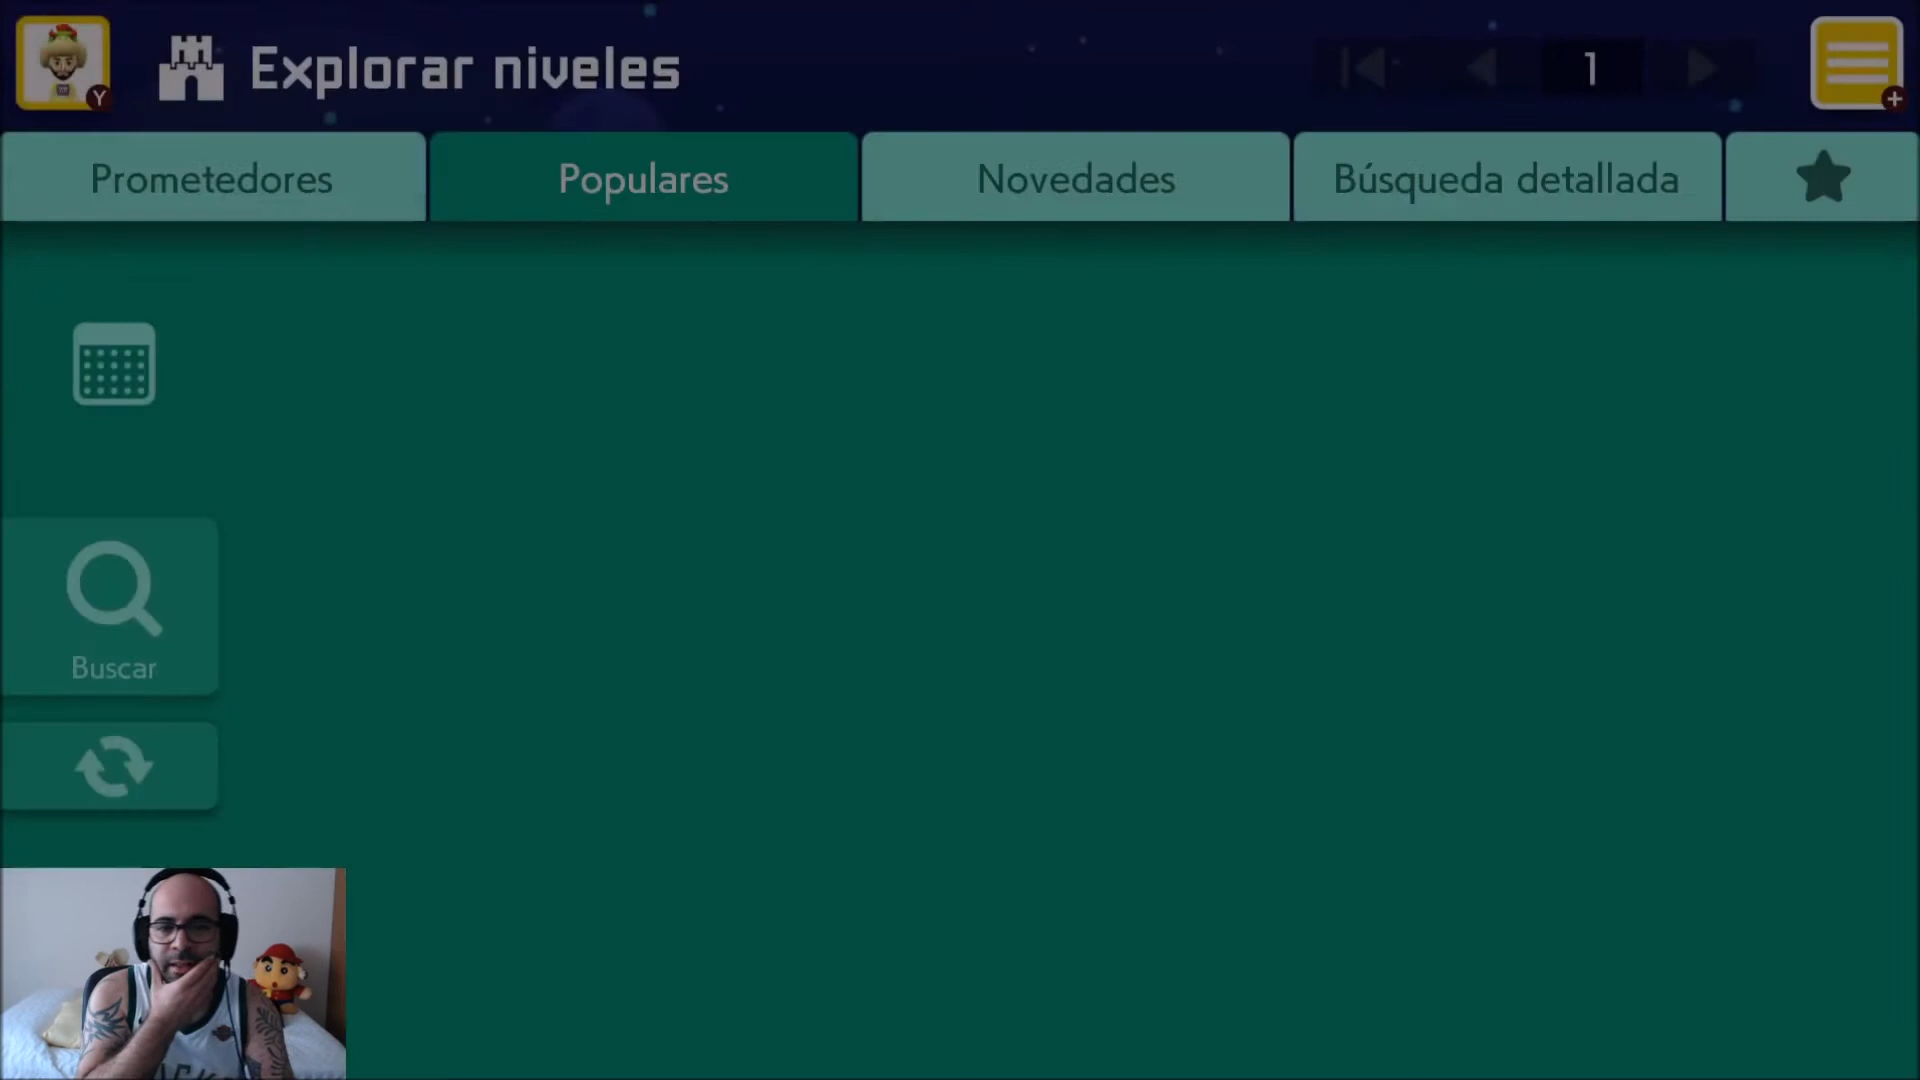 Explorar niveles
1
Y
+
Prometedores
Populares
Novedades
Búsqueda detallada
Buscar